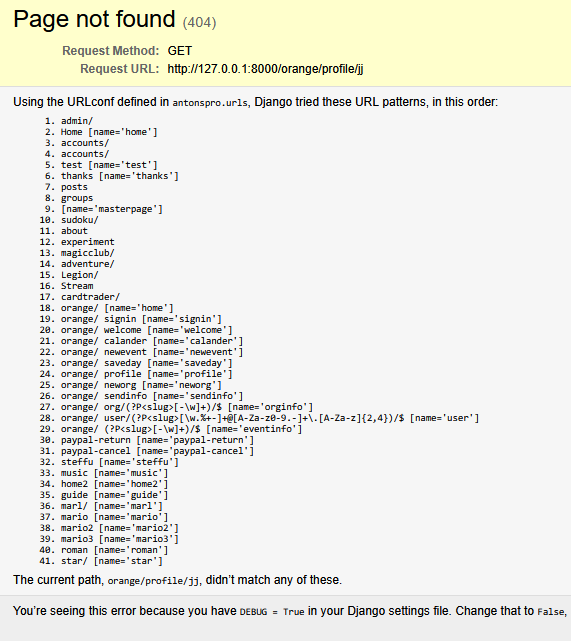 Page not found (404)
Request Method: GET
Request URL: http://127.0.0.1:8000/orange/profile/jj
Using the URLconf defined in antonspro.urls, Django tried these URL patterns, in this order:
1. admin/
2. Home [name='home']
3. accounts/
4. accounts/
5. test [name='test']
6. thanks [name='thanks']
7. posts
8. groups
9. [name='masterpage']
10. sudoku/
11. about
12. experiment
13. magicclub/
14. adventure/
15. Legion/
16. Stream
17. cardtrader/
18. orange/ [name='home']
19. orange/ signin [name='signin']
20. orange/ welcome [name='welcome']
21. orange/ calander [name='calander']
22. orange/ newevent [name='newevent']
23. orange/ saveday [name='saveday']
24. orange/ profile [name='profile']
25. orange/ neworg [name='neworg']
26. orange/ sendinfo [name='sendinfo']
27. orange/ org/(?P<slug>[-\w]+)/$ [name='orginfo']
28. orange/ user/(?P<slug>[\w.%+-]+@[A-Za-z0-9.-]+\.[A-Za-z]{2,4})/$ [name='user']
29. orange/ (?P<slug>[-\w]+)/$ [name='eventinfo']
30. paypal-return [name='paypal-return']
31. paypal-cancel [name='paypal-cancel']
32. steffu [name='steffu']
33. music [name='music']
34. home2 [name='home2']
35. guide [name='guide']
36. marl/ [name='marl']
37. mario [name='mario']
38. mario2 [name='mario2']
39. mario3 [name='mario3']
40. roman [name='roman']
41. star/ [name='star']
The current path, orange/profile/jj, didn't match any of these.
You're seeing this error because you have DEBUG = True in your Django settings file. Change that to False,